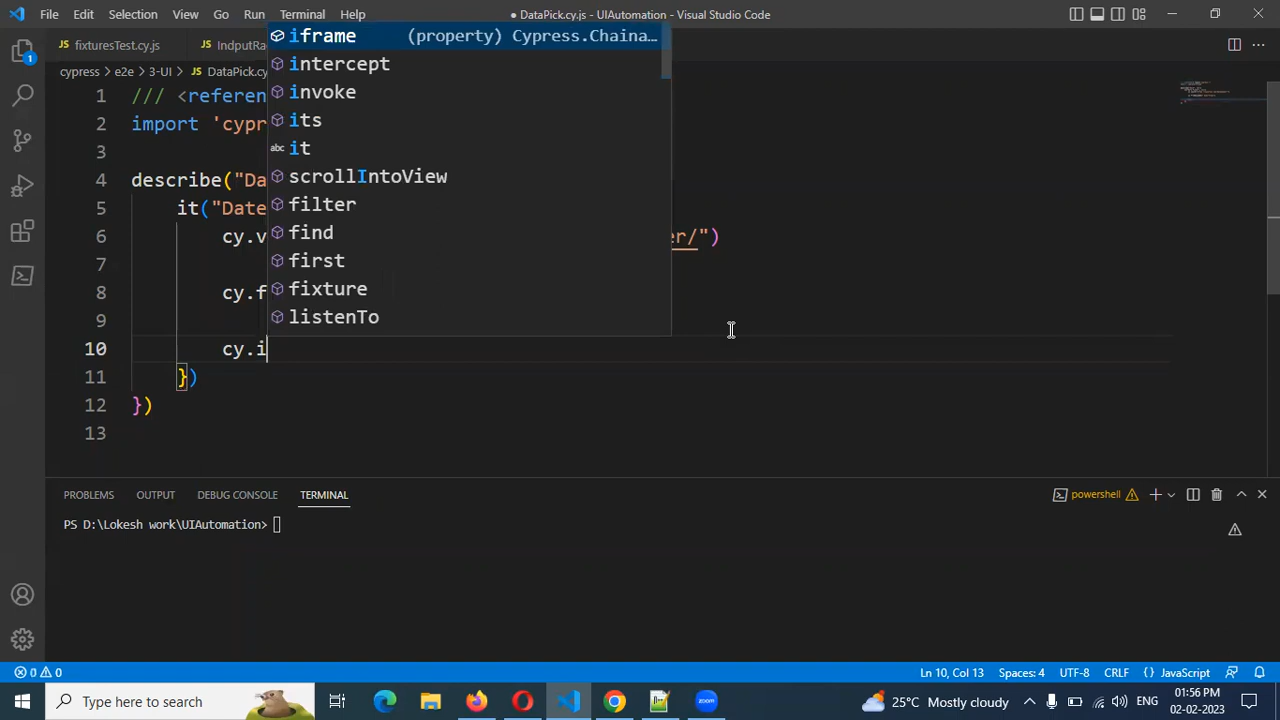 File Edit Selection View Go Run Terminal Help
● DataPick.cy.js - UIAutomation - Visual Studio Code
fixturesTest.cy.js
IndputRad
cypress > e2e > 3-UI > DataPick.cy
1 /// <referen
2 import 'cypr
3
4 describe("Da
5 it("Date
6 cy.v er/")
7
8 cy.f
9
10 cy.i
11 })
12 })
13
iframe (property) Cypress.Chaina…
intercept
invoke
its
abc it
scrollIntoView
filter
find
first
fixture
listenTo
PROBLEMS OUTPUT DEBUG CONSOLE TERMINAL
powershell
PS D:\Lokesh work\UIAutomation>
1
0 0
Ln 10, Col 13 Spaces: 4 UTF-8 CRLF {} JavaScript
Type here to search
25°C Mostly cloudy
ENG
01:56 PM
02-02-2023